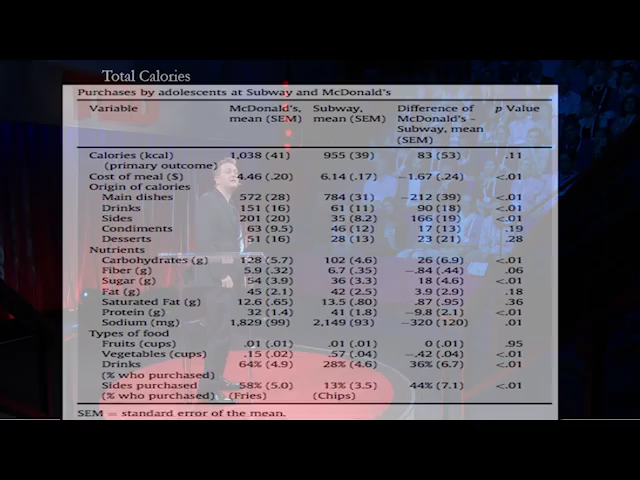 Total Calories
Purchases by adolescents at Subway and McDonald's
Variable McDonald's, mean (SEM) Subway, mean (SEM) Difference of McDonald's – Subway, mean (SEM) p Value
Calories (kcal) (primary outcome) 1,038 (41) 955 (39) 83 (53) .11
Cost of meal ($) 4.46 (.20) 6.14 (.17) −1.67 (.24) <.01
Origin of calories
Main dishes 572 (28) 784 (31) −212 (39) <.01
Drinks 151 (16) 61 (11) 90 (18) <.01
Sides 201 (20) 35 (8.2) 166 (19) <.01
Condiments 63 (9.5) 46 (12) 17 (13) .19
Desserts 51 (16) 28 (13) 23 (21) .28
Nutrients
Carbohydrates (g) 128 (5.7) 102 (4.6) 26 (6.9) <.01
Fiber (g) 5.9 (.32) 6.7 (.35) −.84 (.44) .06
Sugar (g) 54 (3.9) 36 (3.3) 18 (4.6) <.01
Fat (g) 45 (2.1) 42 (2.5) 3.9 (2.9) .18
Saturated Fat (g) 12.6 (.65) 13.5 (.80) .87 (.95) .36
Protein (g) 32 (1.4) 41 (1.8) −9.8 (2.1) <.01
Sodium (mg) 1,829 (99) 2,149 (93) −320 (120) .01
Types of food
Fruits (cups) .01 (.01) .01 (.01) 0 (.01) .95
Vegetables (cups) .15 (.02) .57 (.04) −.42 (.04) <.01
Drinks 64% (4.9) 28% (4.6) 36% (6.7) <.01
(% who purchased)
Sides purchased 58% (5.0) 13% (3.5) 44% (7.1) <.01
(% who purchased) (Fries) (Chips)
SEM = standard error of the mean.